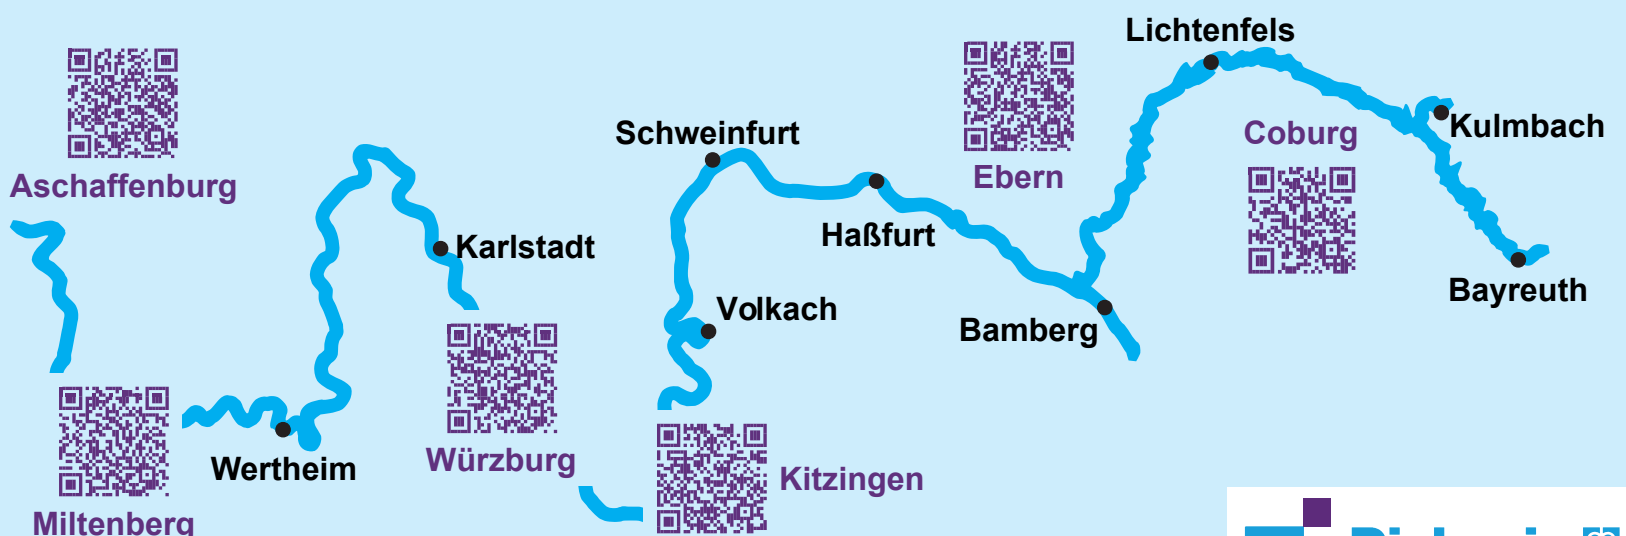 Lichtenfels
Schweinfurt
Coburg
Kulmbach
Aschaffenburg
Ebern
Haßfurt
Karlstadt
Bayreuth
Volkach
Bamberg
Wertheim
Würzburg
Kitzingen
Miltenberg